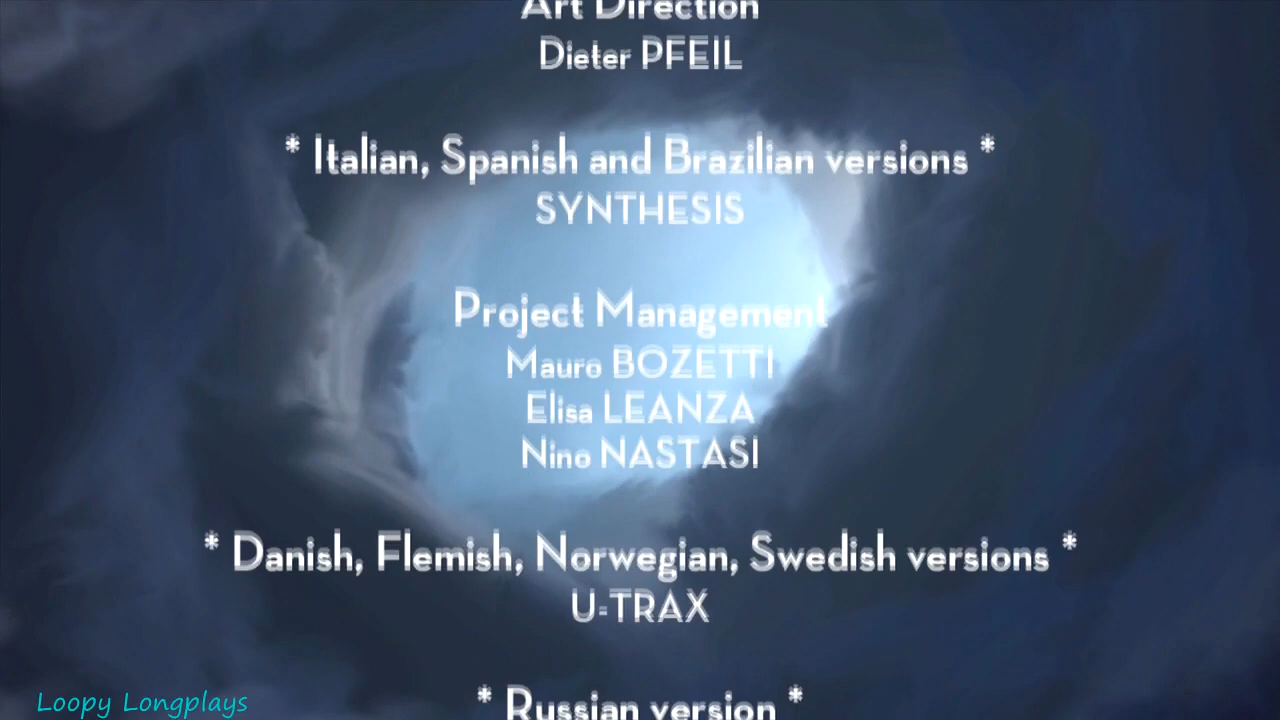 Art Direction
Dieter PFEIL
* Italian, Spanish and Brazilian versions *
SYNTHESIS
Project Management
Mauro BOZETTI
Elisa LEANZA
Nino NASTASI
* Danish, Flemish, Norwegian, Swedish versions *
U-TRAX
* Russian version *
Loopy Longplays